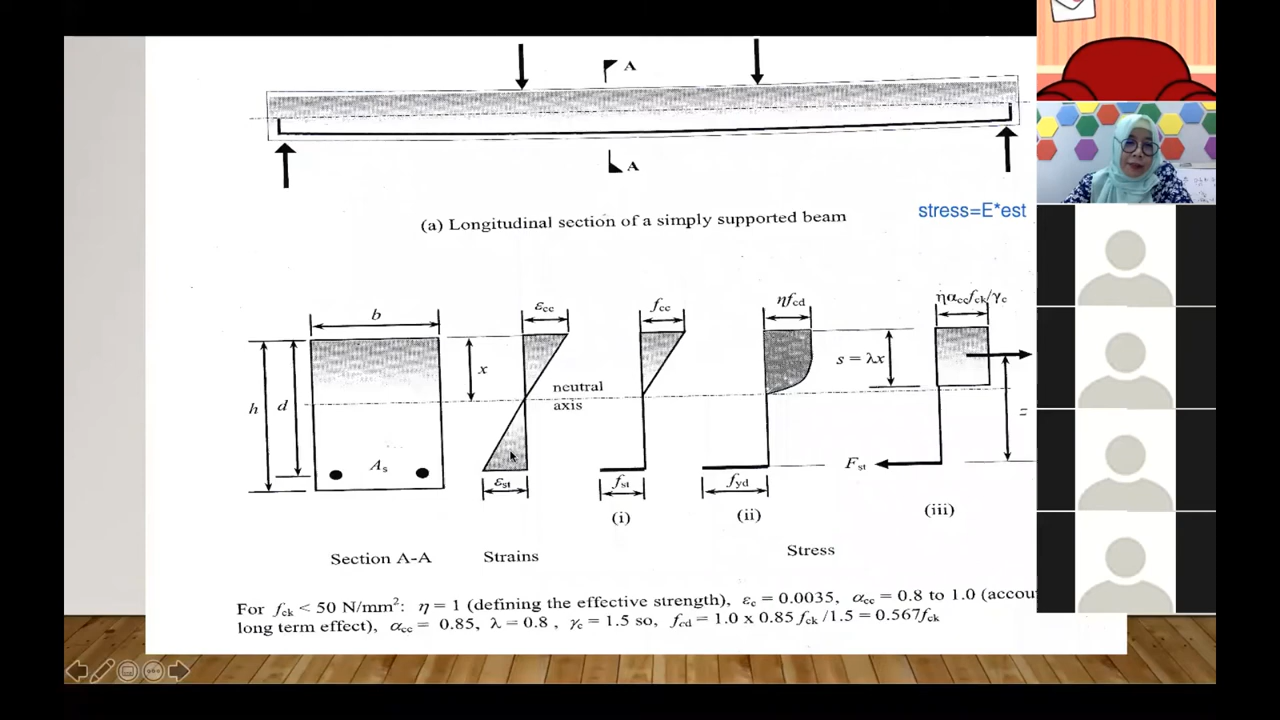 A
A
(a) Longitudinal section of a simply supported beam
stress=E*est
b
εcc
fcc
ηfcd
ηαccfck/γc
x
s = λx
neutral
axis
h
d
As
εst
fst
fyd
Fst
(i)
(ii)
(iii)
Section A-A
Strains
Stress
For fck < 50 N/mm²: η = 1 (defining the effective strength), εc = 0.0035, αcc = 0.8 to 1.0 (accou
long term effect), αcc = 0.85, λ = 0.8 , γc = 1.5 so, fcd = 1.0 x 0.85 fck /1.5 = 0.567fck